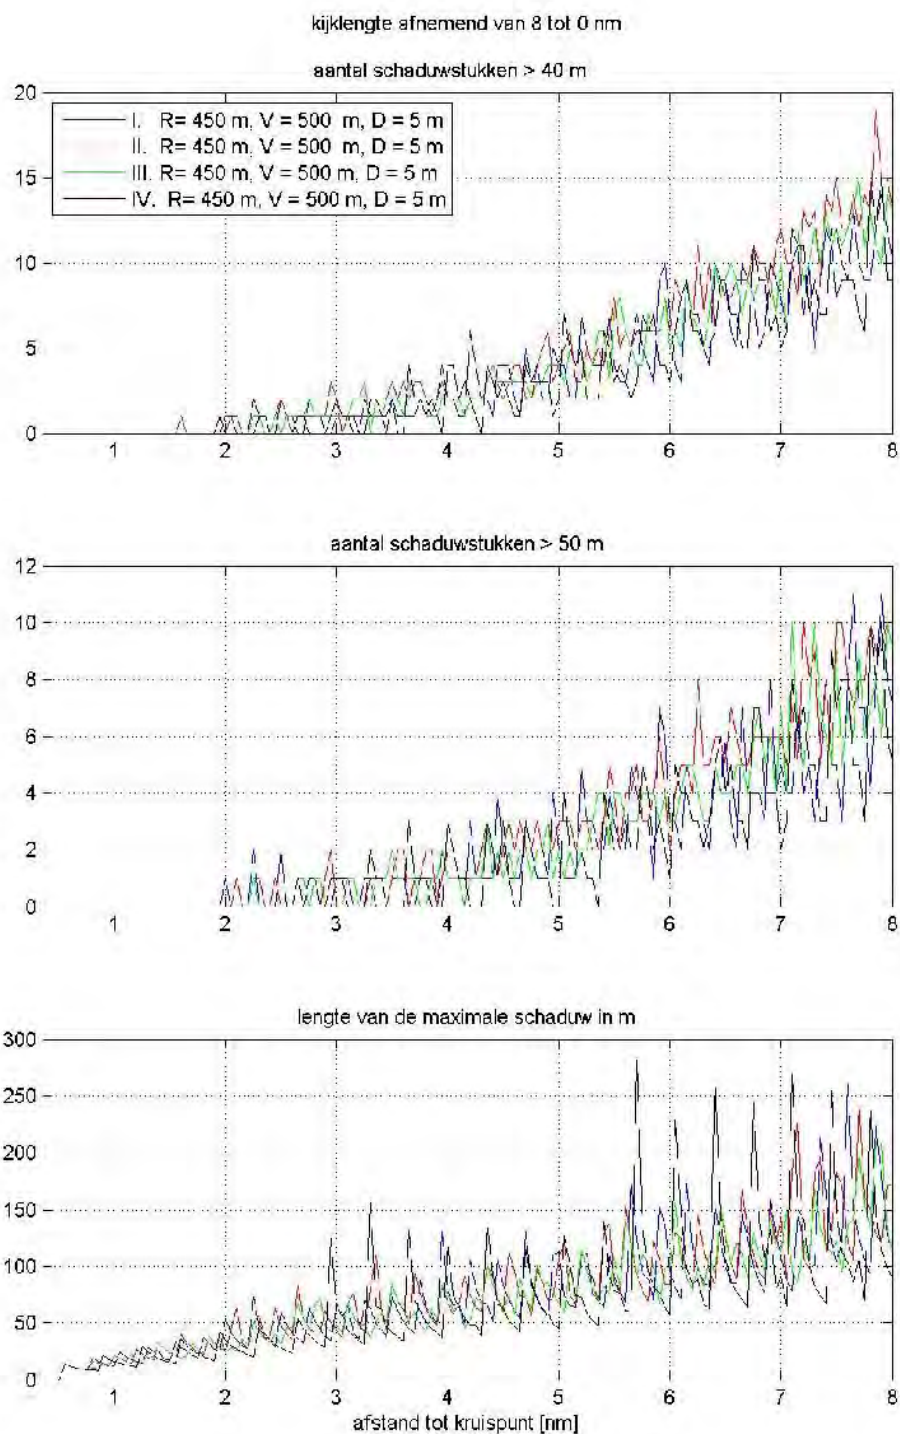 kijklengte afnemend van 8 tot 0 nm
aantal schaduwstukken > 40 m
20
15
10
5
0
I. R= 450 m, V = 500 m, D = 5 m
II. R= 450 m, V = 500 m, D = 5 m
III. R= 450 m, V = 500 m, D = 5 m
IV. R= 450 m, V = 500 m, D = 5 m
1 2 3 4 5 6 7 8
aantal schaduwstukken > 50 m
12
10
8
6
4
2
0
1 2 3 4 5 6 7 8
lengte van de maximale schaduw in m
300
250
200
150
100
50
0
1 2 3 4 5 6 7 8
afstand tot kruispunt [nm]